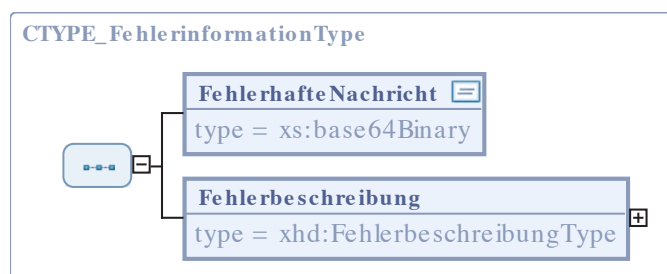 CTYPE_FehlerinformationType
FehlerhafteNachricht
type = xs:base64Binary
Fehlerbeschreibung
type = xhd:FehlerbeschreibungType